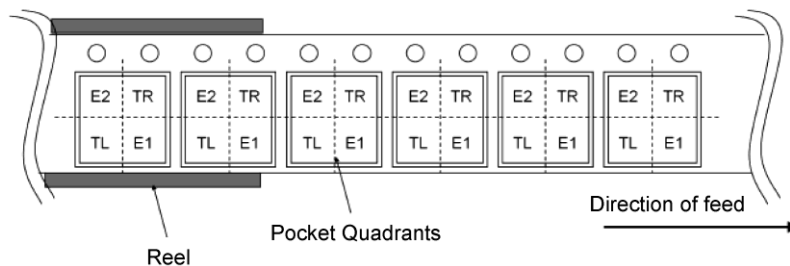 E2 TR E2 TR E2 TR E2 TR E2 TR E2 TR
TL E1 TL E1 TL E1 TL E1 TL E1 TL E1
Direction of feed
Pocket Quadrants
Reel